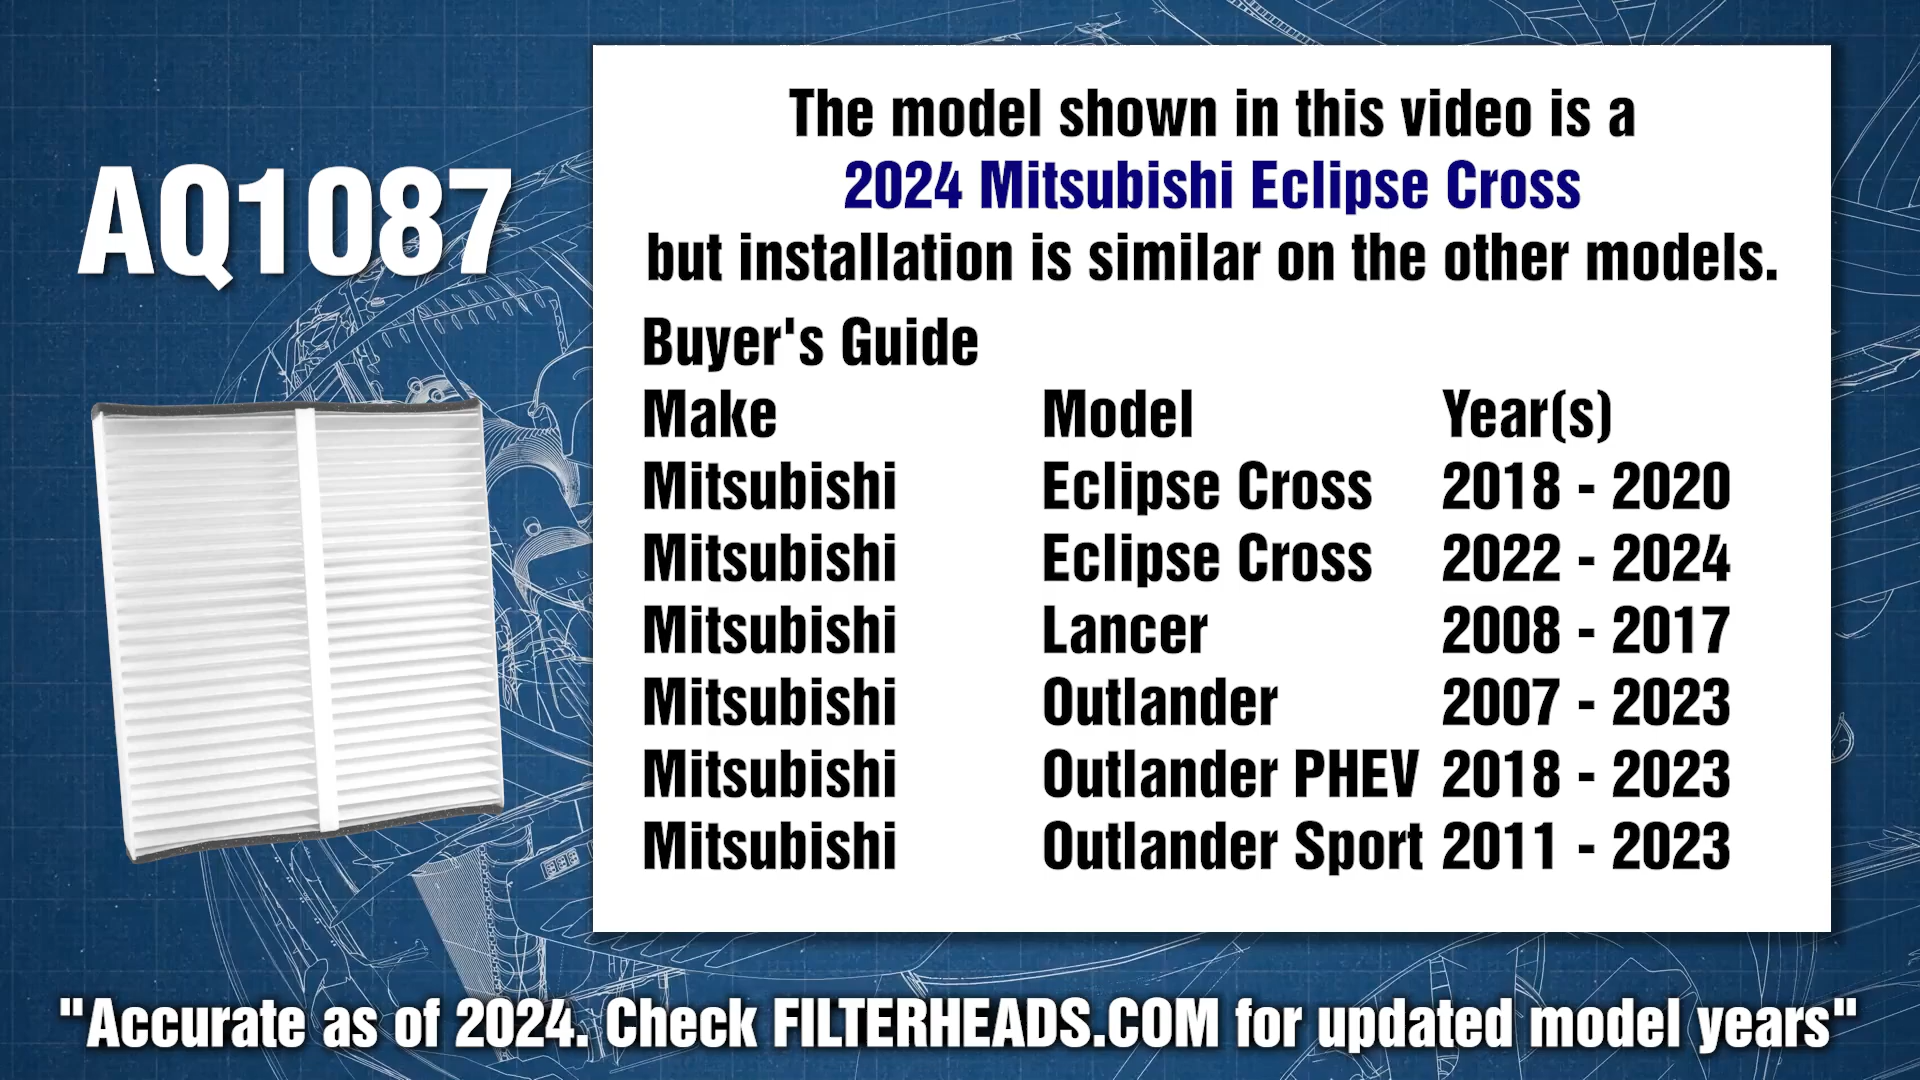 AQ1087
The model shown in this video is a
2024 Mitsubishi Eclipse Cross
but installation is similar on the other models.
Buyer's Guide
Make Model Year(s)
Mitsubishi Eclipse Cross 2018 - 2020
Mitsubishi Eclipse Cross 2022 - 2024
Mitsubishi Lancer 2008 - 2017
Mitsubishi Outlander 2007 - 2023
Mitsubishi Outlander PHEV 2018 - 2023
Mitsubishi Outlander Sport 2011 - 2023
"Accurate as of 2024. Check FILTERHEADS.COM for updated model years"